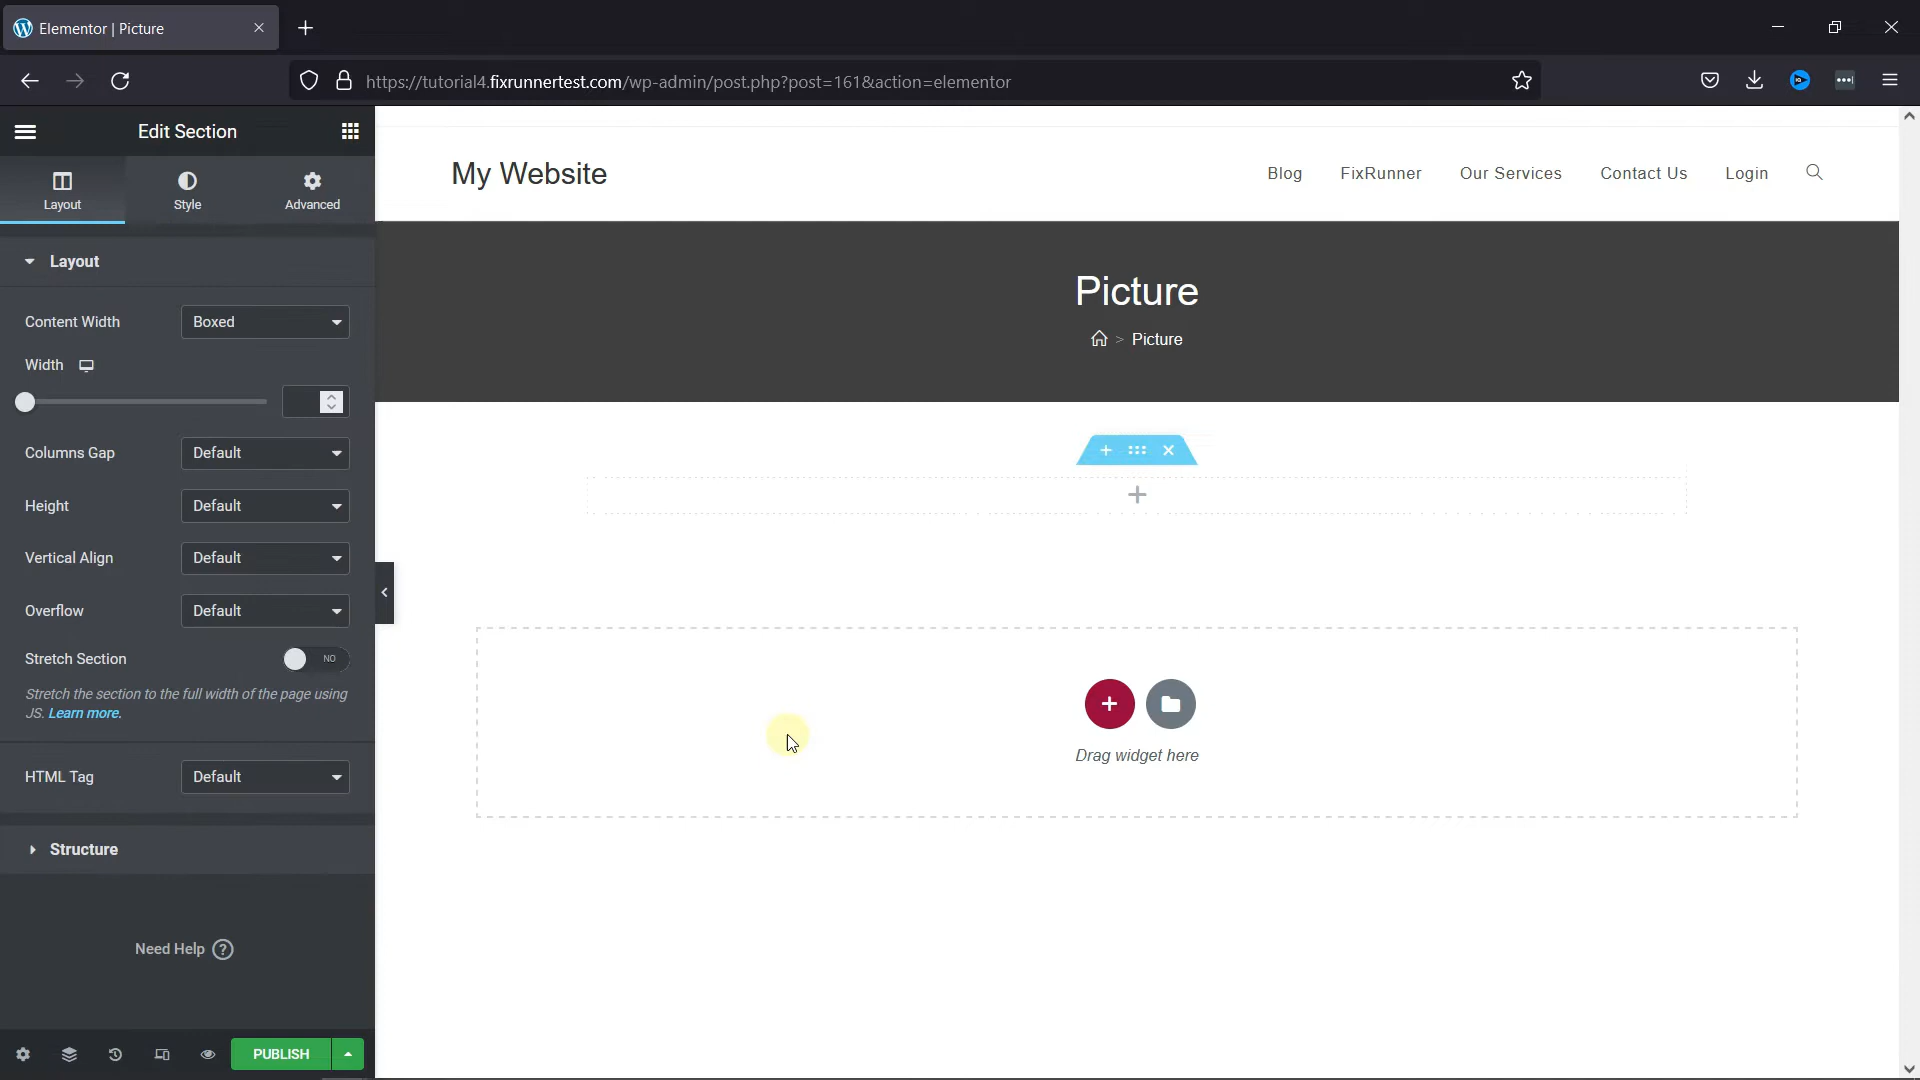 Elementor | Picture
https://tutorial4.fixrunnertest.com/wp-admin/post.php?post=161&action=elementor
Edit Section
Layout
Style
Advanced
Layout
Content Width
Boxed
Width
Columns Gap
Default
Height
Default
Vertical Align
Default
Overflow
Default
Stretch Section
NO
Stretch the section to the full width of the page using
JS. Learn more.
HTML Tag
Default
Structure
Need Help ?
PUBLISH
My Website
Blog
FixRunner
Our Services
Contact Us
Login
Picture
> Picture
Drag widget here